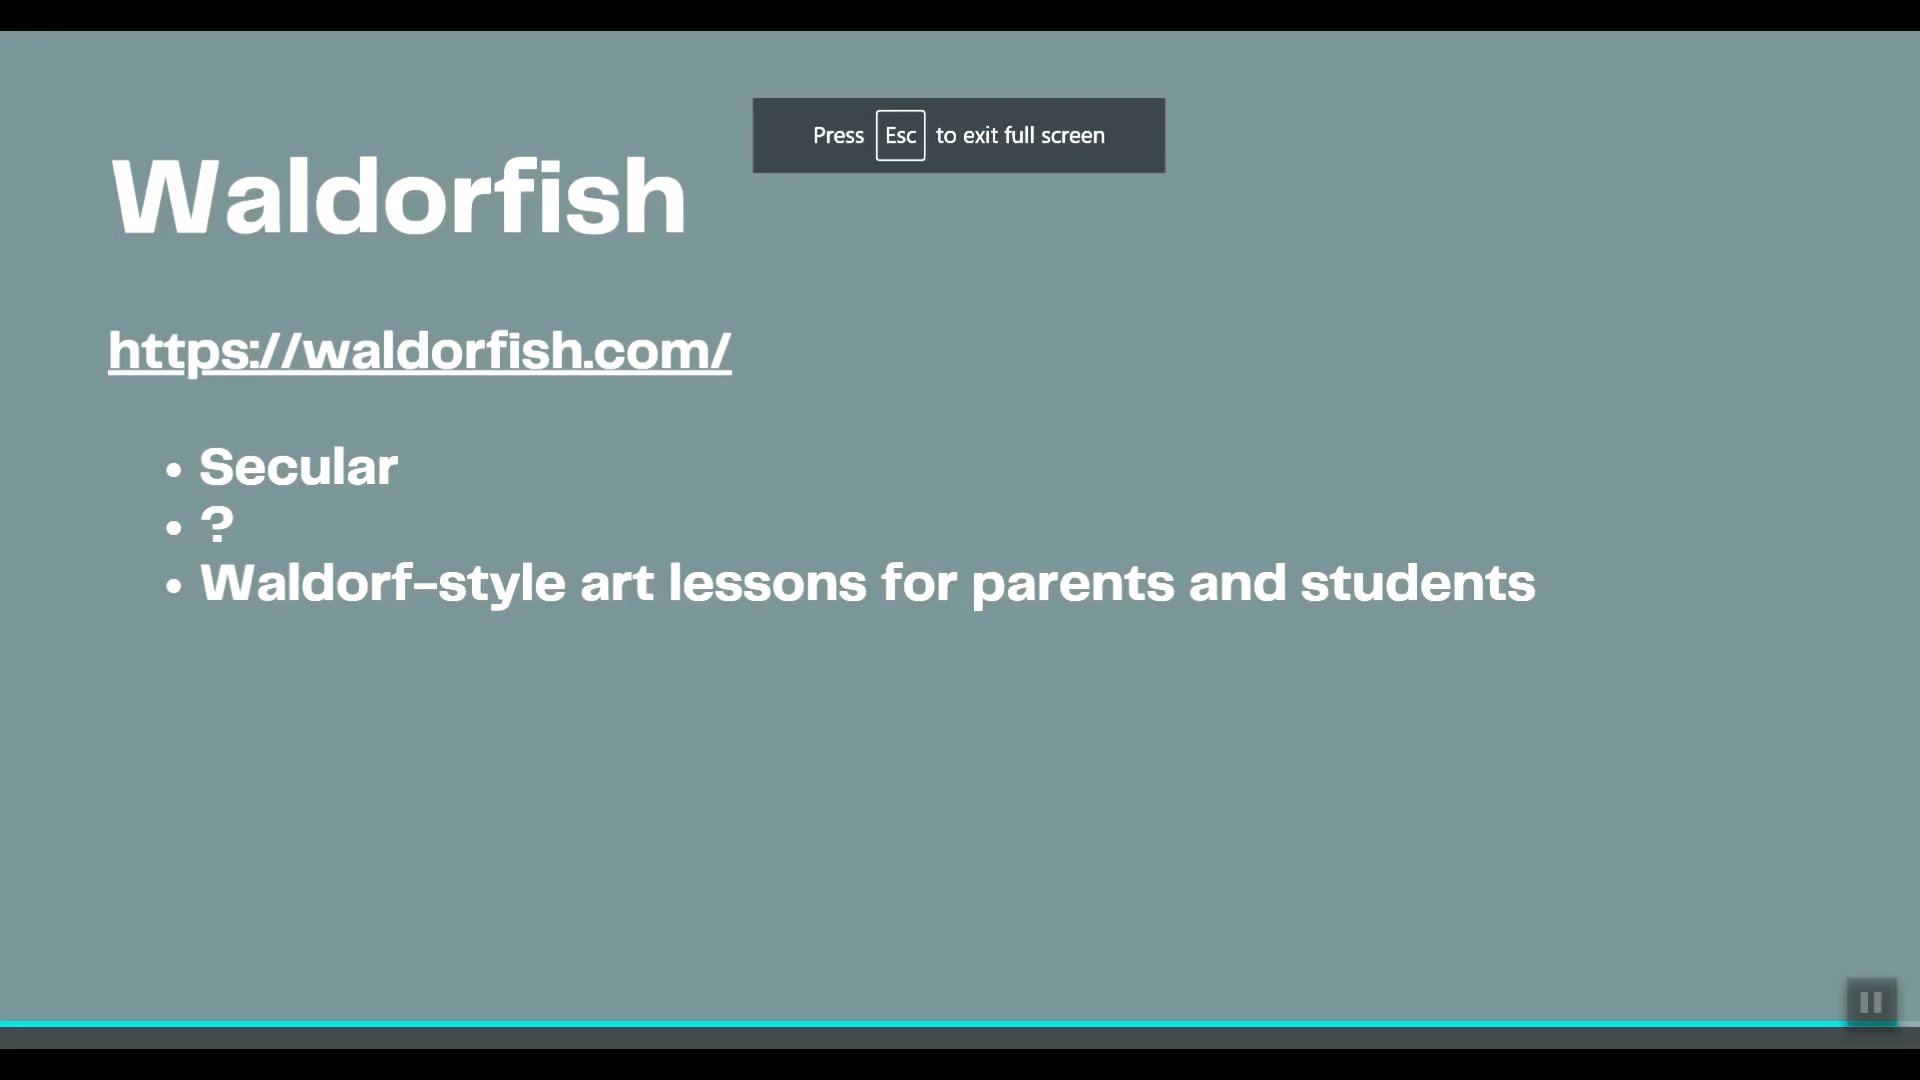 Press Esc to exit full screen
Waldorfish
https://waldorfish.com/
• Secular
• ?
• Waldorf-style art lessons for parents and students